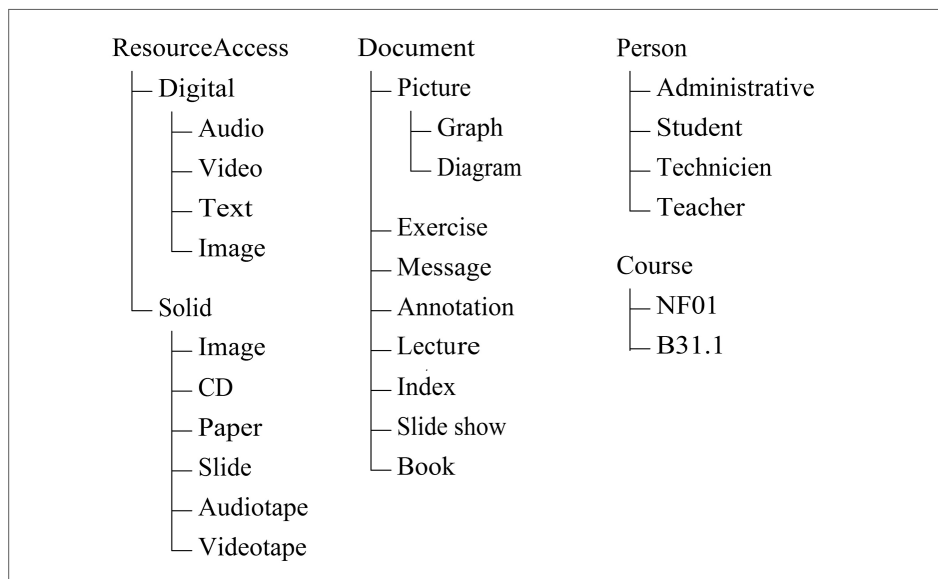 ResourceAccess
Digital
Audio
Video
Text
Image
Solid
Image
CD
Paper
Slide
Audiotape
Videotape
Document
Picture
Graph
Diagram
Exercise
Message
Annotation
Lecture
Index
Slide show
Book
Person
Administrative
Student
Technicien
Teacher
Course
NF01
B31.1